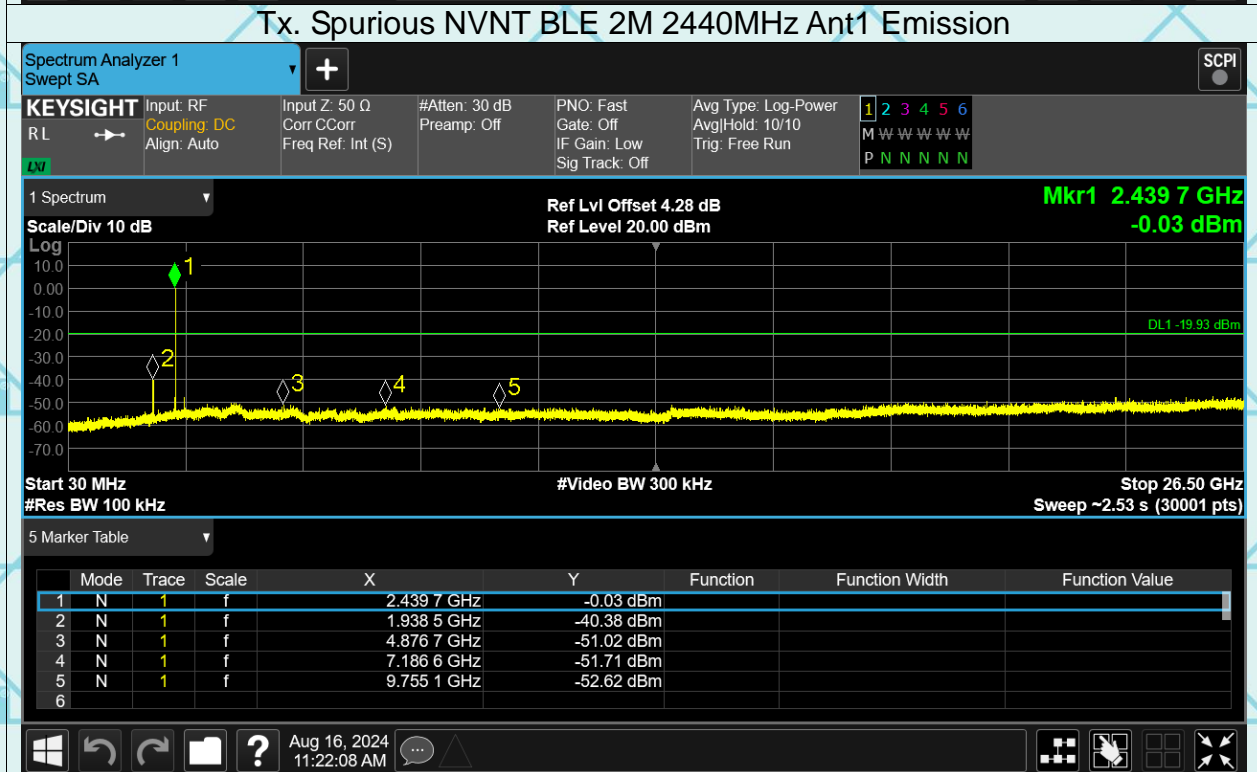 Tx. Spurious NVNT BLE 2M 2440MHz Ant1 Emission
Spectrum Analyzer 1
Swept SA
+
SCPI
KEYSIGHT
R L
LXI
Input: RF
Coupling: DC
Align: Auto
Input Z: 50 Ω
Corr CCorr
Freq Ref: Int (S)
#Atten: 30 dB
Preamp: Off
PNO: Fast
Gate: Off
IF Gain: Low
Sig Track: Off
Avg Type: Log-Power
Avg|Hold: 10/10
Trig: Free Run
1 2 3 4 5 6
M W W W W W
P N N N N N
1 Spectrum
Scale/Div 10 dB
Ref Lvl Offset 4.28 dB
Ref Level 20.00 dBm
Mkr1 2.439 7 GHz
-0.03 dBm
Log
10.0
0.00
-10.0
-20.0
-30.0
-40.0
-50.0
-60.0
-70.0
1
2
3
4
5
DL1 -19.93 dBm
Start 30 MHz
#Video BW 300 kHz
Stop 26.50 GHz
#Res BW 100 kHz
Sweep ~2.53 s (30001 pts)
5 Marker Table
Mode Trace Scale X Y Function Function Width Function Value
1 N 1 f 2.439 7 GHz -0.03 dBm
2 N 1 f 1.938 5 GHz -40.38 dBm
3 N 1 f 4.876 7 GHz -51.02 dBm
4 N 1 f 7.186 6 GHz -51.71 dBm
5 N 1 f 9.755 1 GHz -52.62 dBm
6
?
Aug 16, 2024
11:22:08 AM